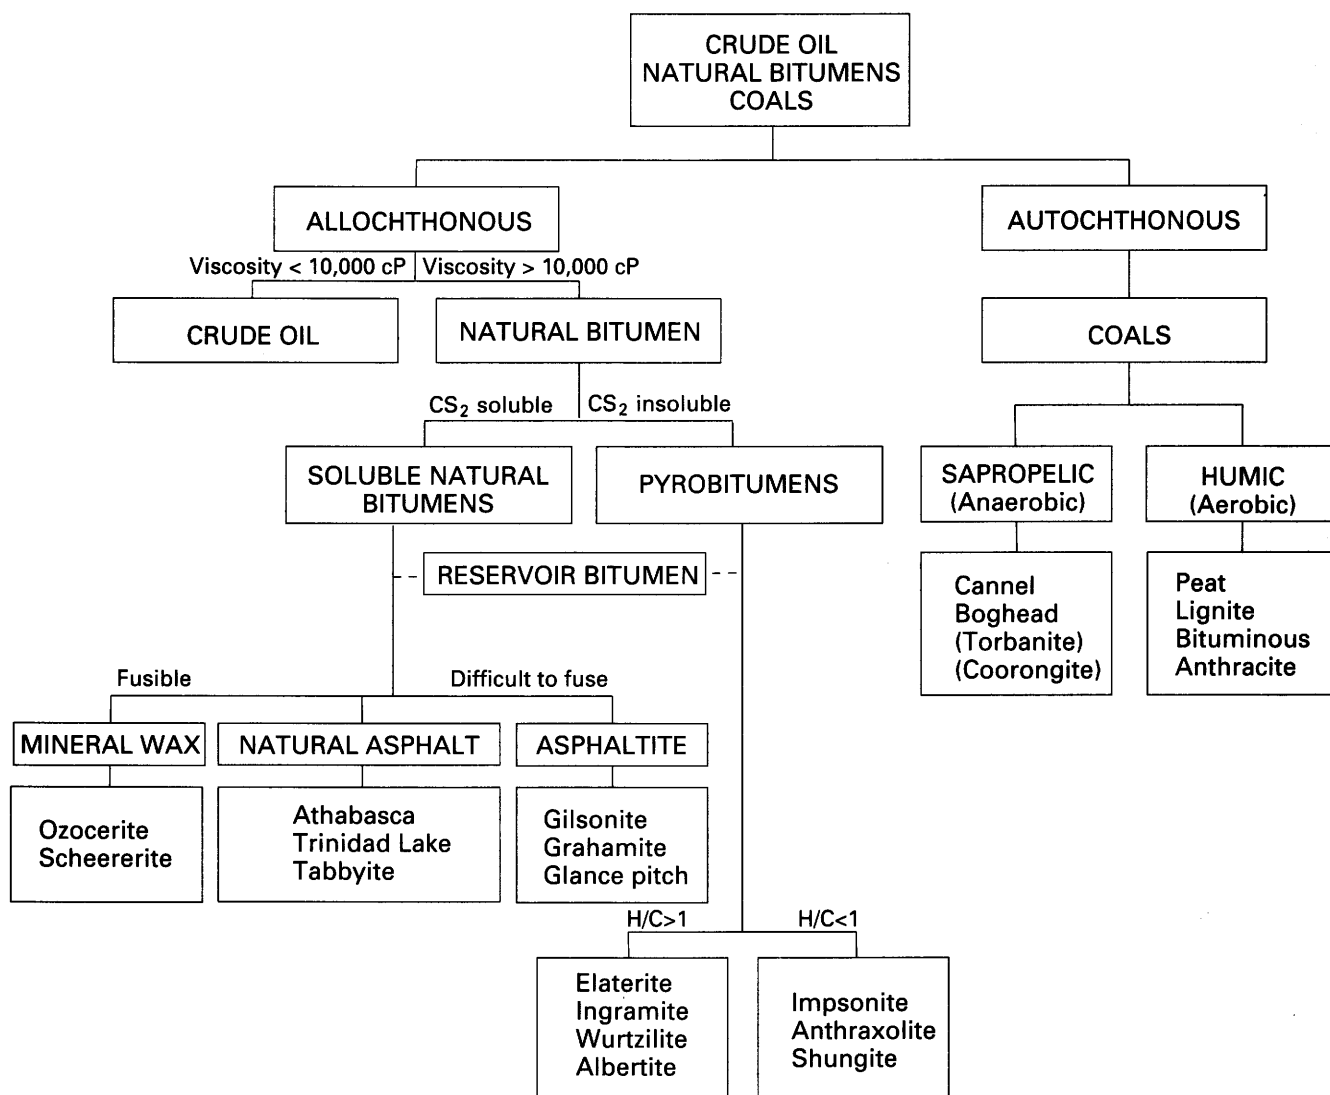 CRUDE OIL
NATURAL BITUMENS
COALS
ALLOCHTHONOUS
AUTOCHTHONOUS
Viscosity < 10,000 cP
Viscosity > 10,000 cP
CRUDE OIL
NATURAL BITUMEN
COALS
CS2 soluble
CS2 insoluble
SOLUBLE NATURAL
BITUMENS
PYROBITUMENS
SAPROPELIC
(Anaerobic)
HUMIC
(Aerobic)
RESERVOIR BITUMEN
Cannel
Boghead
(Torbanite)
(Coorongite)
Peat
Lignite
Bituminous
Anthracite
Fusible
Difficult to fuse
MINERAL WAX
NATURAL ASPHALT
ASPHALTITE
Ozocerite
Scheererite
Athabasca
Trinidad Lake
Tabbyite
Gilsonite
Grahamite
Glance pitch
H/C>1
H/C<1
Elaterite
Ingramite
Wurtzilite
Albertite
Impsonite
Anthraxolite
Shungite